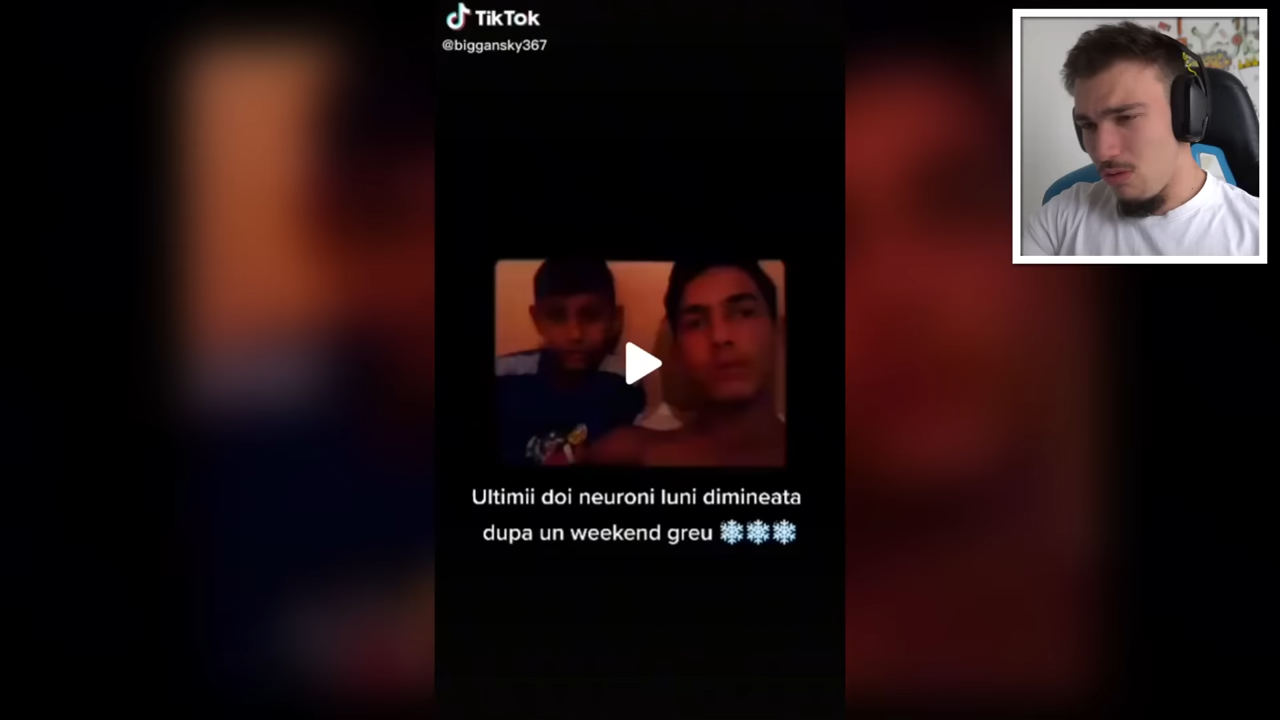 TikTok
@biggansky367
Ultimii doi neuroni luni dimineata
dupa un weekend greu ❄️❄️❄️